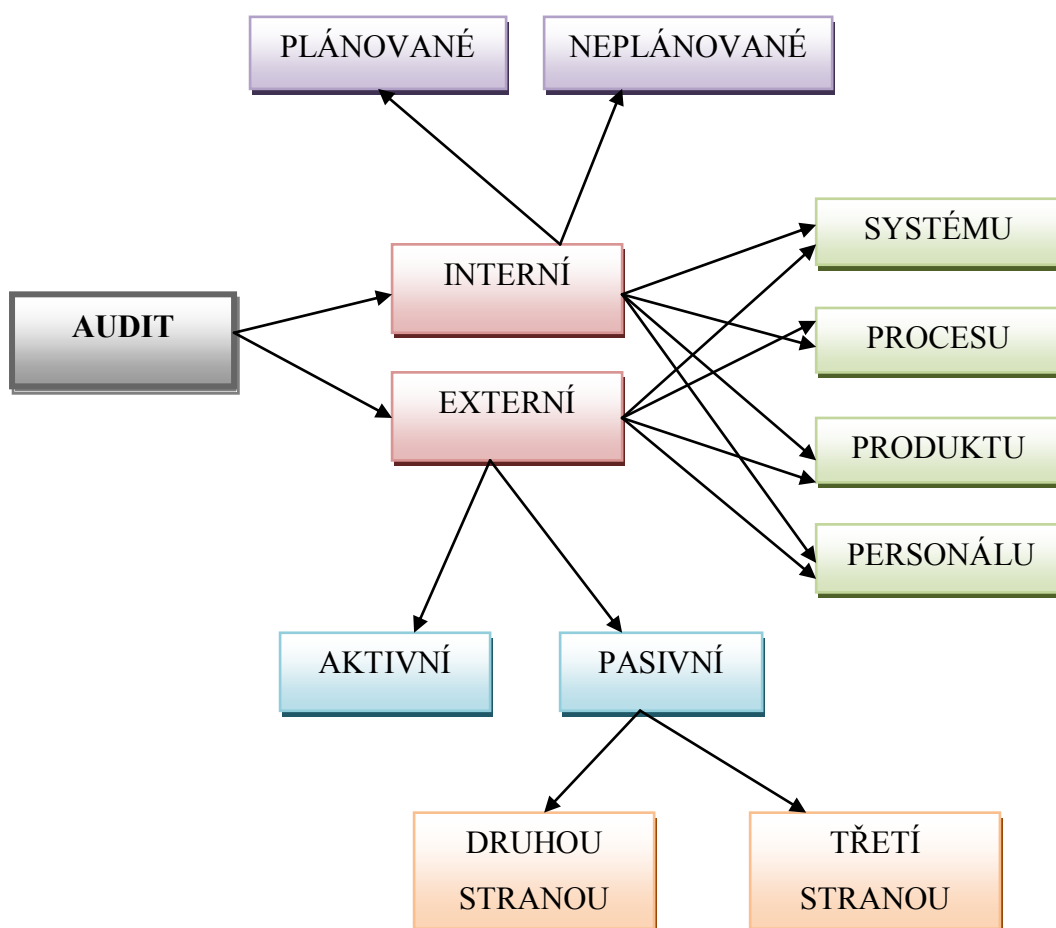 PLÁNOVANÉ
NEPLÁNOVANÉ
SYSTÉMU
INTERNÍ
AUDIT
PROCESU
EXTERNÍ
PRODUKTU
PERSONÁLU
AKTIVNÍ
PASIVNÍ
DRUHOU
STRANOU
TŘETÍ
STRANOU